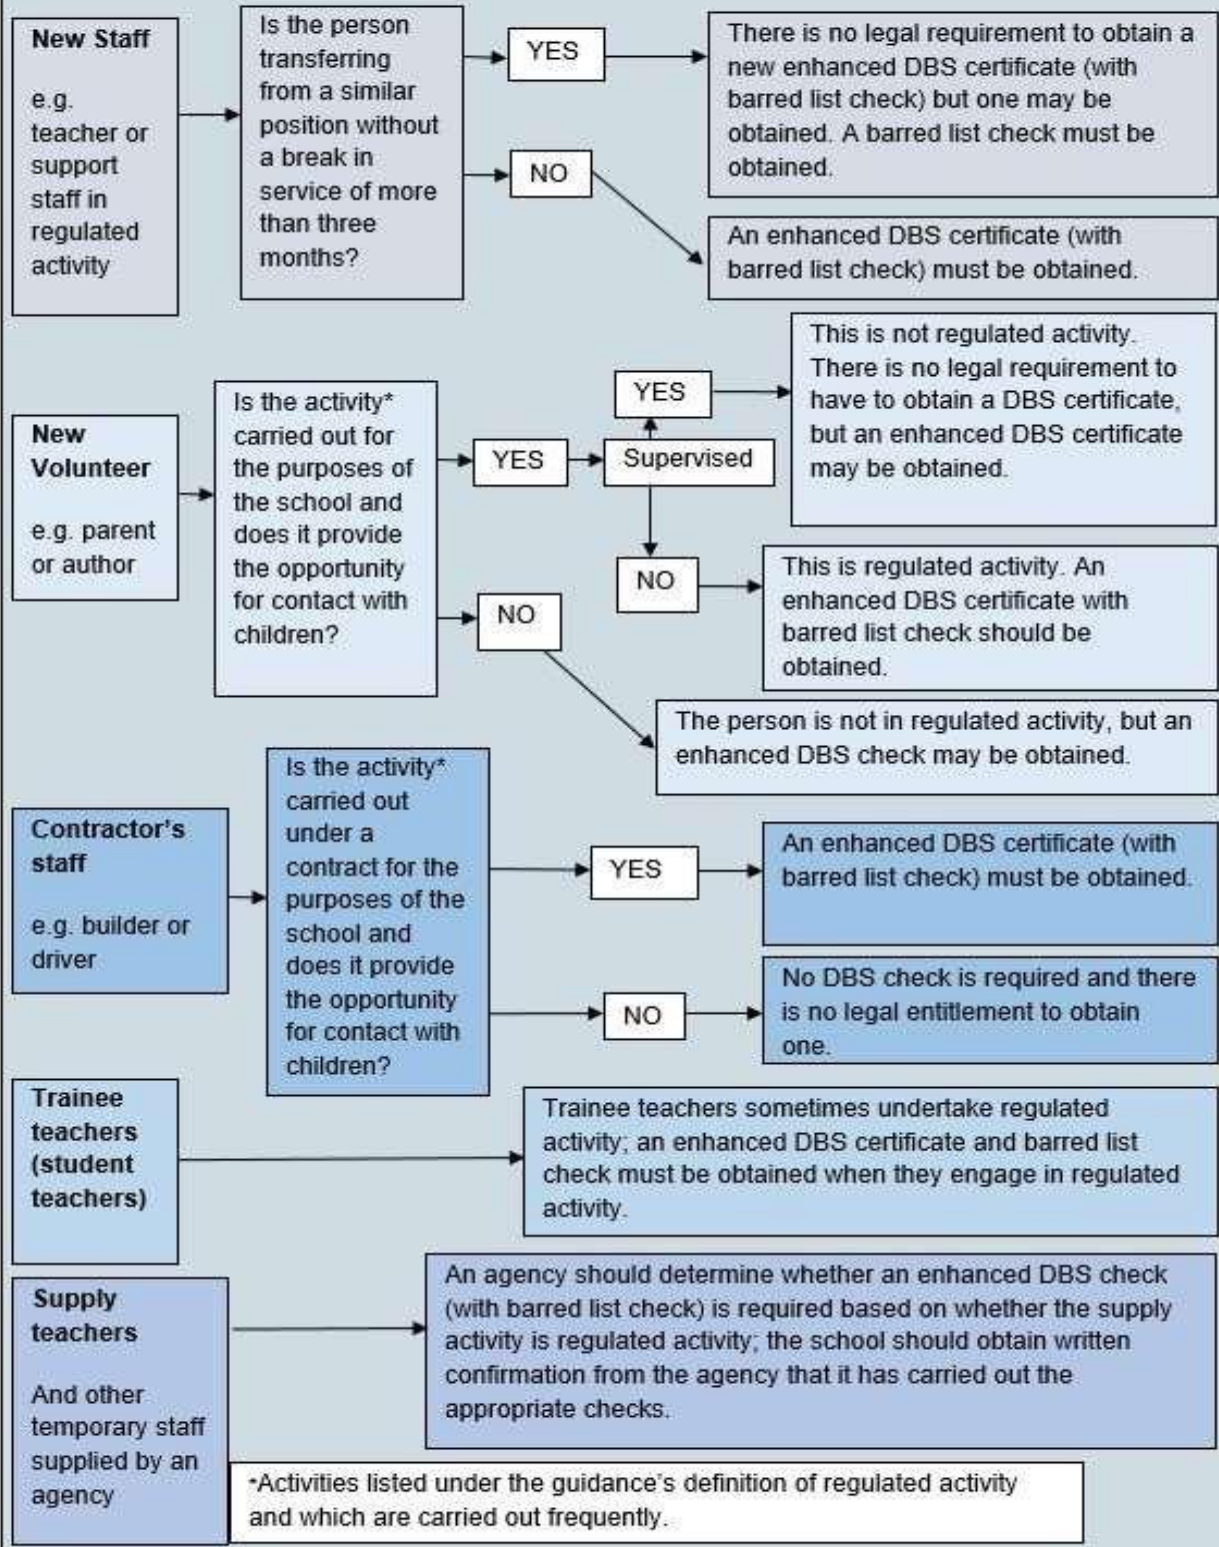 New Staff
e.g.
teacher or
support
staff in
regulated
activity
Is the person
transferring
from a similar
position without
a break in
service of more
than three
months?
YES
There is no legal requirement to obtain a
new enhanced DBS certificate (with
barred list check) but one may be
obtained. A barred list check must be
obtained.
NO
An enhanced DBS certificate (with
barred list check) must be obtained.
New
Volunteer
e.g. parent
or author
Is the activity*
carried out for
the purposes of
the school and
does it provide
the opportunity
for contact with
children?
YES
Supervised
YES
This is not regulated activity.
There is no legal requirement to
have to obtain a DBS certificate,
but an enhanced DBS certificate
may be obtained.
NO
This is regulated activity. An
enhanced DBS certificate with
barred list check should be
obtained.
NO
The person is not in regulated activity, but an
enhanced DBS check may be obtained.
Contractor's
staff
e.g. builder or
driver
Is the activity*
carried out
under a
contract for the
purposes of the
school and
does it provide
the opportunity
for contact with
children?
YES
An enhanced DBS certificate (with
barred list check) must be obtained.
NO
No DBS check is required and there
is no legal entitlement to obtain
one.
Trainee
teachers
(student
teachers)
Trainee teachers sometimes undertake regulated
activity; an enhanced DBS certificate and barred list
check must be obtained when they engage in regulated
activity.
Supply
teachers
And other
temporary staff
supplied by an
agency
An agency should determine whether an enhanced DBS check
(with barred list check) is required based on whether the supply
activity is regulated activity; the school should obtain written
confirmation from the agency that it has carried out the
appropriate checks.
*Activities listed under the guidance's definition of regulated activity
and which are carried out frequently.